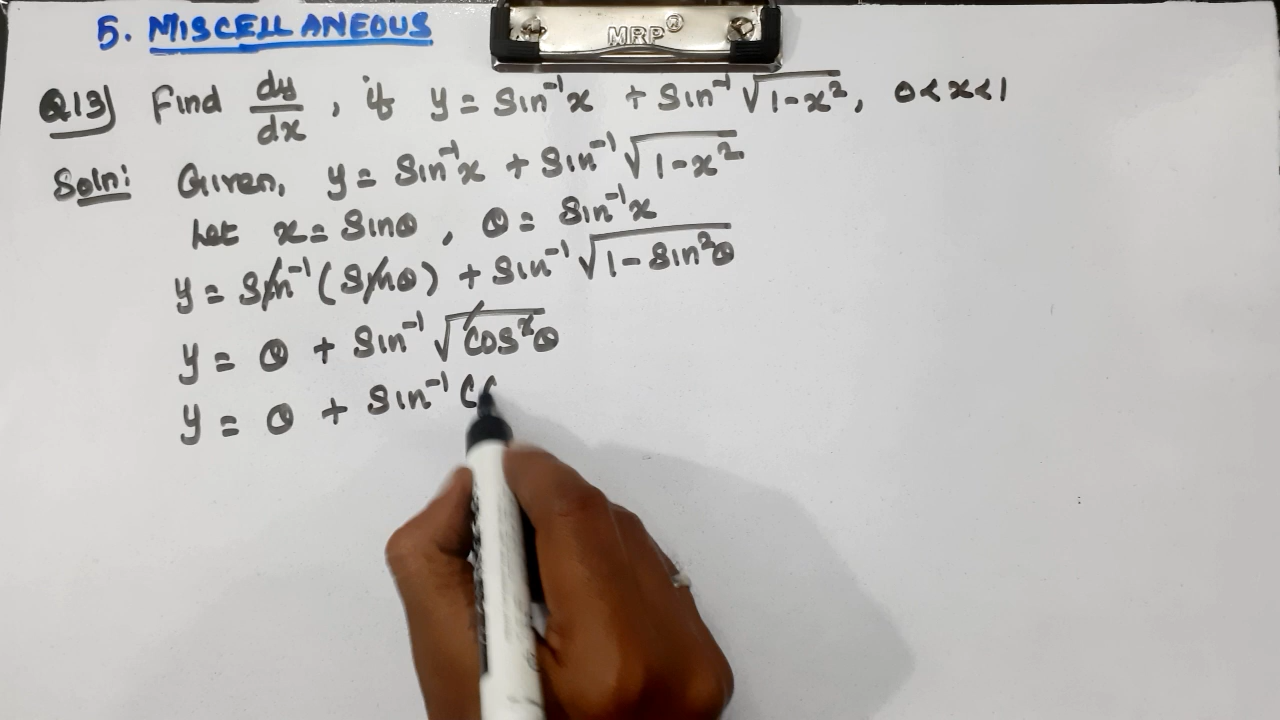 5. MISCELLANEOUS
MRP®
Q13) Find dy/dx, if y = Sin⁻¹x + Sin⁻¹ √1-x², 0<x<1
Soln: Given, y = Sin⁻¹x + Sin⁻¹ √1-x²
Let x = Sinθ, θ = Sin⁻¹x
y = Sin⁻¹ (Sinθ) + Sin⁻¹ √1-Sin²θ
y = θ + Sin⁻¹ √Cos²θ
y = θ + Sin⁻¹ (C